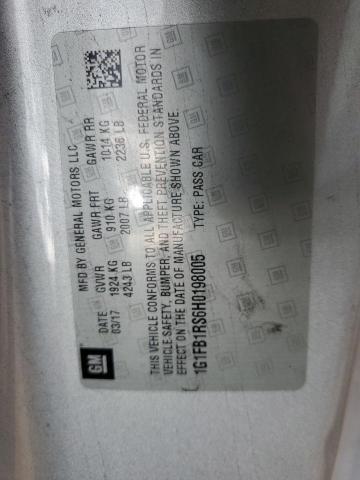 GM
MFD BY GENERAL MOTORS LLC
DATE GVWR GAWR FRT GAWR RR
03/17 1924 KG 910 KG 1014 KG
4243 LB 2007 LB 2236 LB
THIS VEHICLE CONFORMS TO ALL APPLICABLE U.S. FEDERAL MOTOR
VEHICLE SAFETY, BUMPER, AND THEFT PREVENTION STANDARDS IN
EFFECT ON THE DATE OF MANUFACTURE SHOWN ABOVE.
1G1FB1RS6H0198005 TYPE: PASS CAR